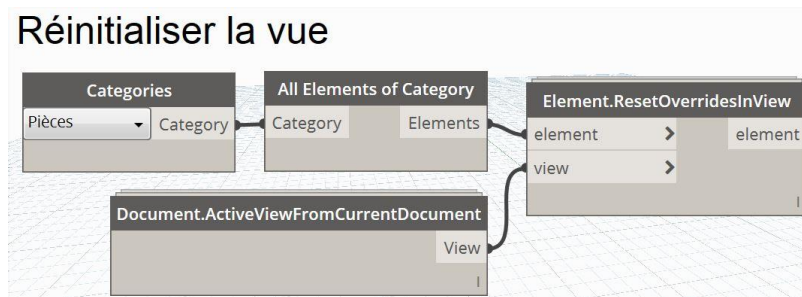 Réinitialiser la vue
Categories
Pièces Category
All Elements of Category
Category Elements
Element.ResetOverridesInView
element element
view
Document.ActiveViewFromCurrentDocument
View